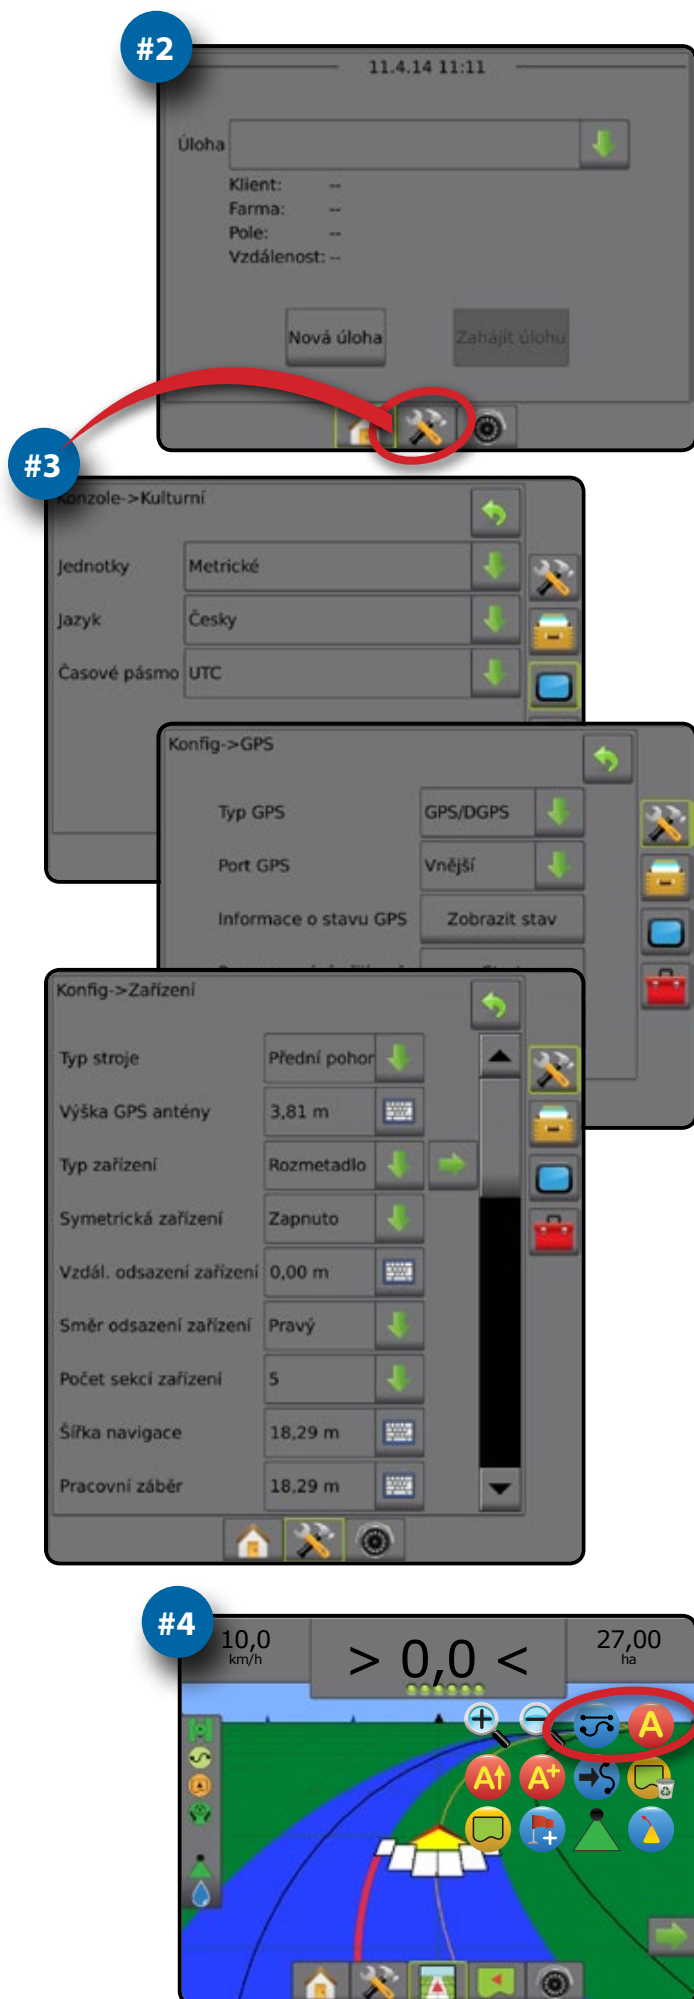 #2
11.4.14 11:11
Úloha
Klient: --
Farma: --
Pole: --
Vzdálenost: --
Nová úloha Zahájit úlohu
#3
Konzole->Kulturní
Jednotky Metrické
Jazyk Česky
Časové pásmo UTC
Konfig->GPS
Typ GPS GPS/DGPS
Port GPS Vnější
Informace o stavu GPS Zobrazit stav
Konfig->Zařízení
Typ stroje Přední pohon
Výška GPS antény 3,81 m
Typ zařízení Rozmetadlo
Symetrická zařízení Zapnuto
Vzdál. odsazení zařízení 0,00 m
Směr odsazení zařízení Pravý
Počet sekcí zařízení 5
Šířka navigace 18,29 m
Pracovní záběr 18,29 m
#4
10,0 > 0,0 < 27,00
km/h ha
A
A A+